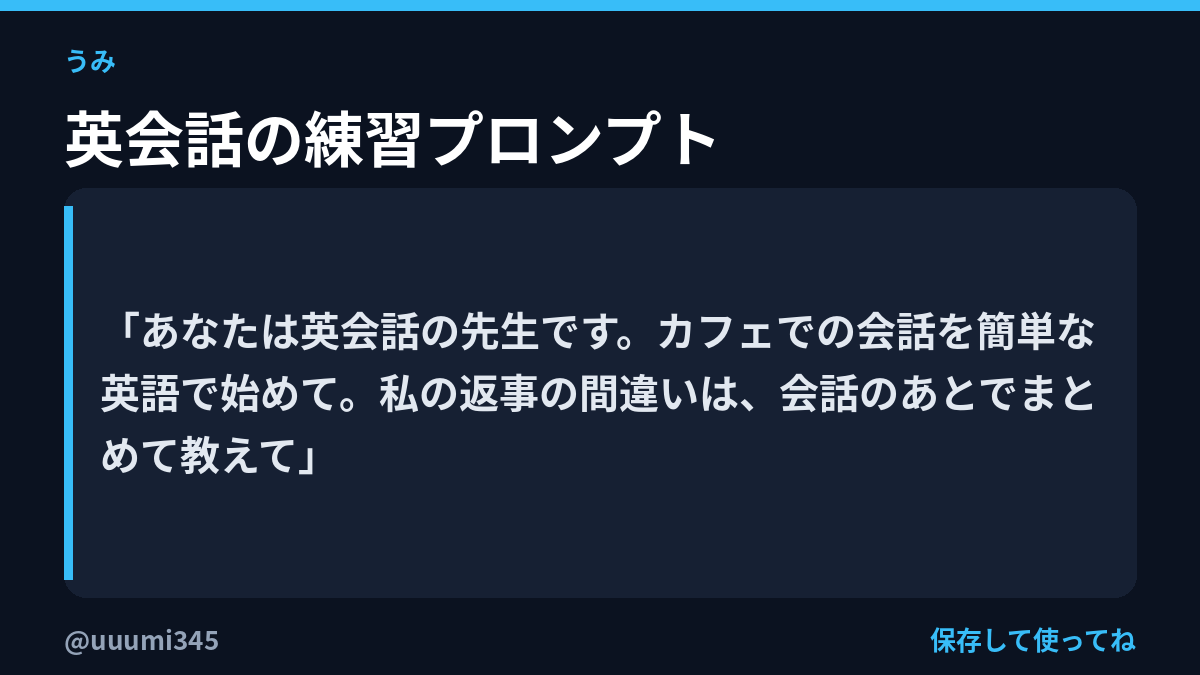 うみ
英会話の練習プロンプト
「あなたは英会話の先生です。カフェでの会話を簡単な
英語で始めて。私の返事の間違いは、会話のあとでまと
めて教えて」
@uuumi345
保存して使ってね